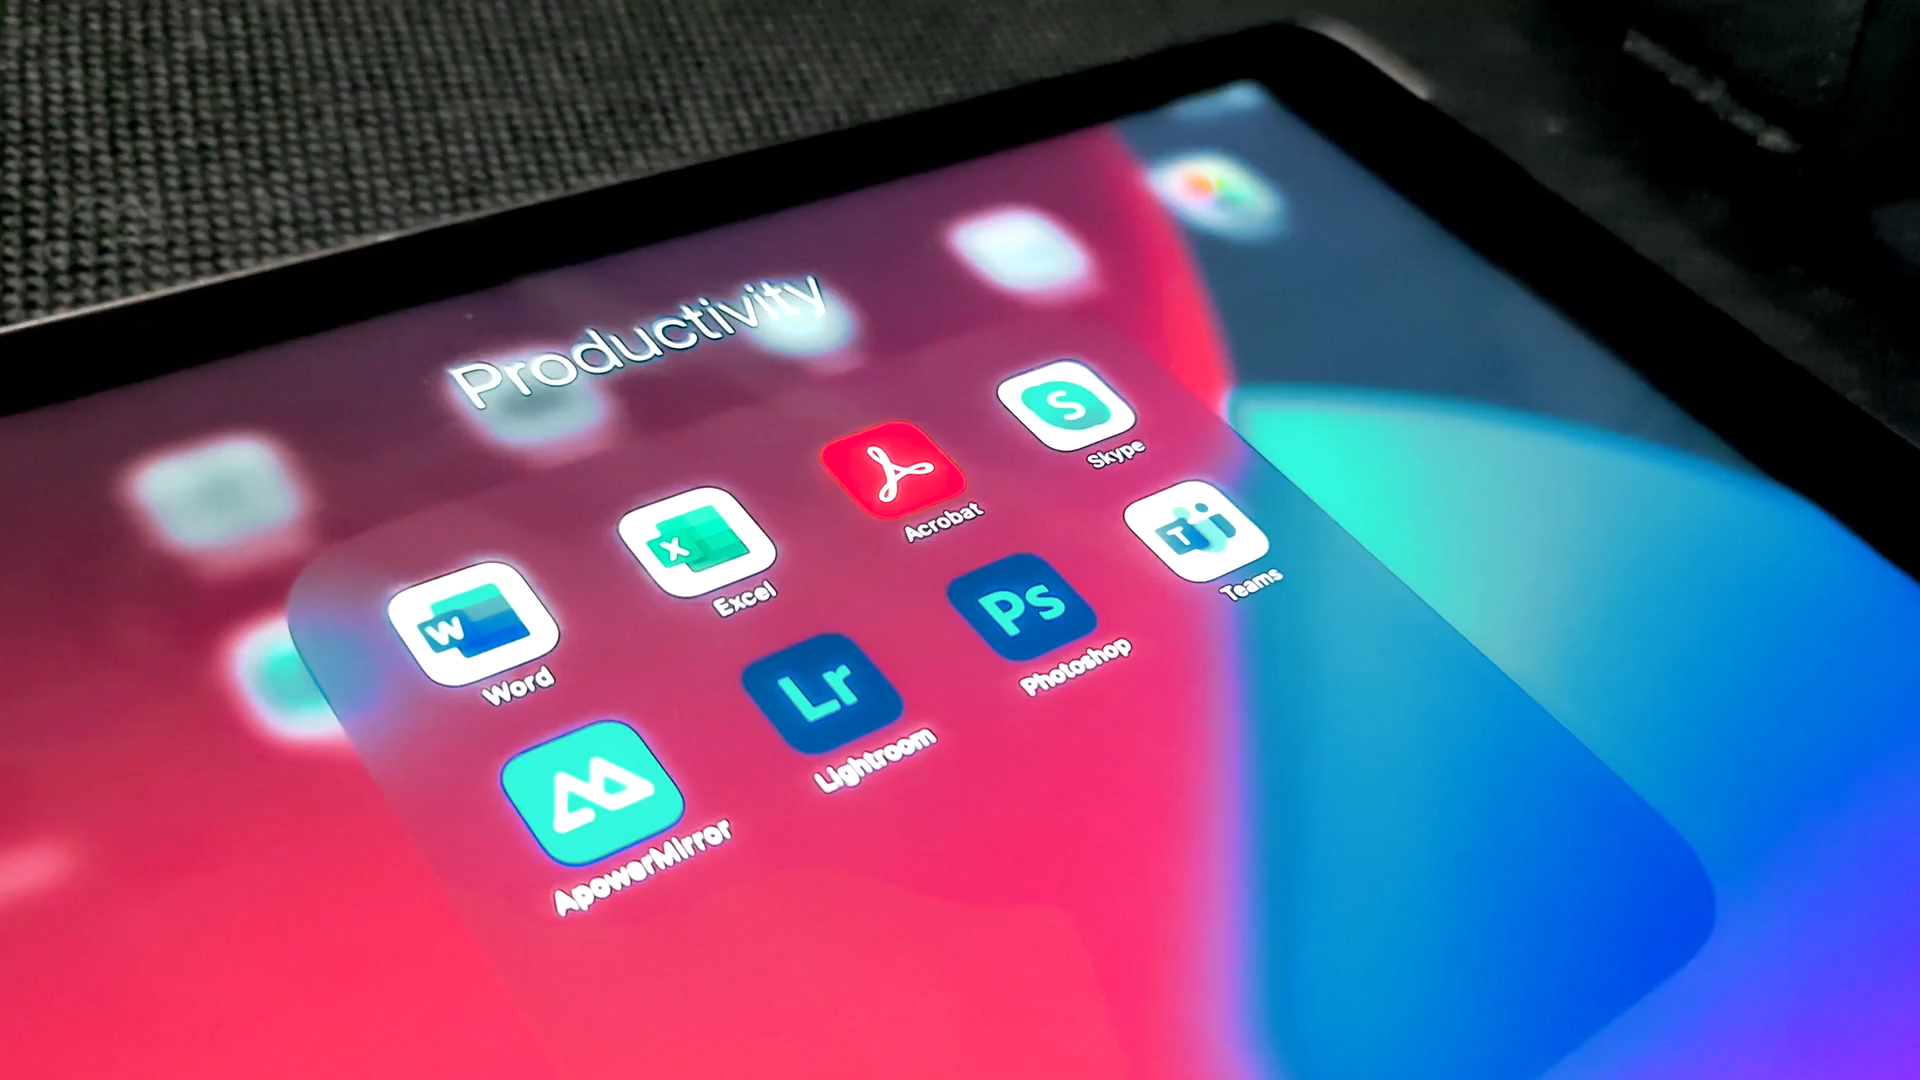 Productivity
W
Word
X
Excel
Acrobat
S
Skype
ApowerMirror
Lr
Lightroom
Ps
Photoshop
T
Teams